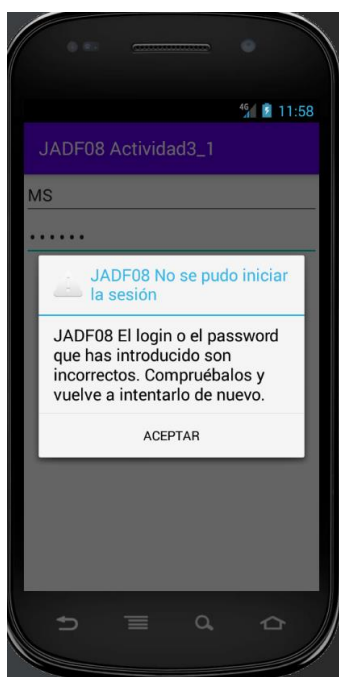 4G 11:58
JADF08 Actividad3_1
MS
••••••
JADF08 No se pudo iniciar
la sesión
JADF08 El login o el password
que has introducido son
incorrectos. Compruébalos y
vuelve a intentarlo de nuevo.
ACEPTAR